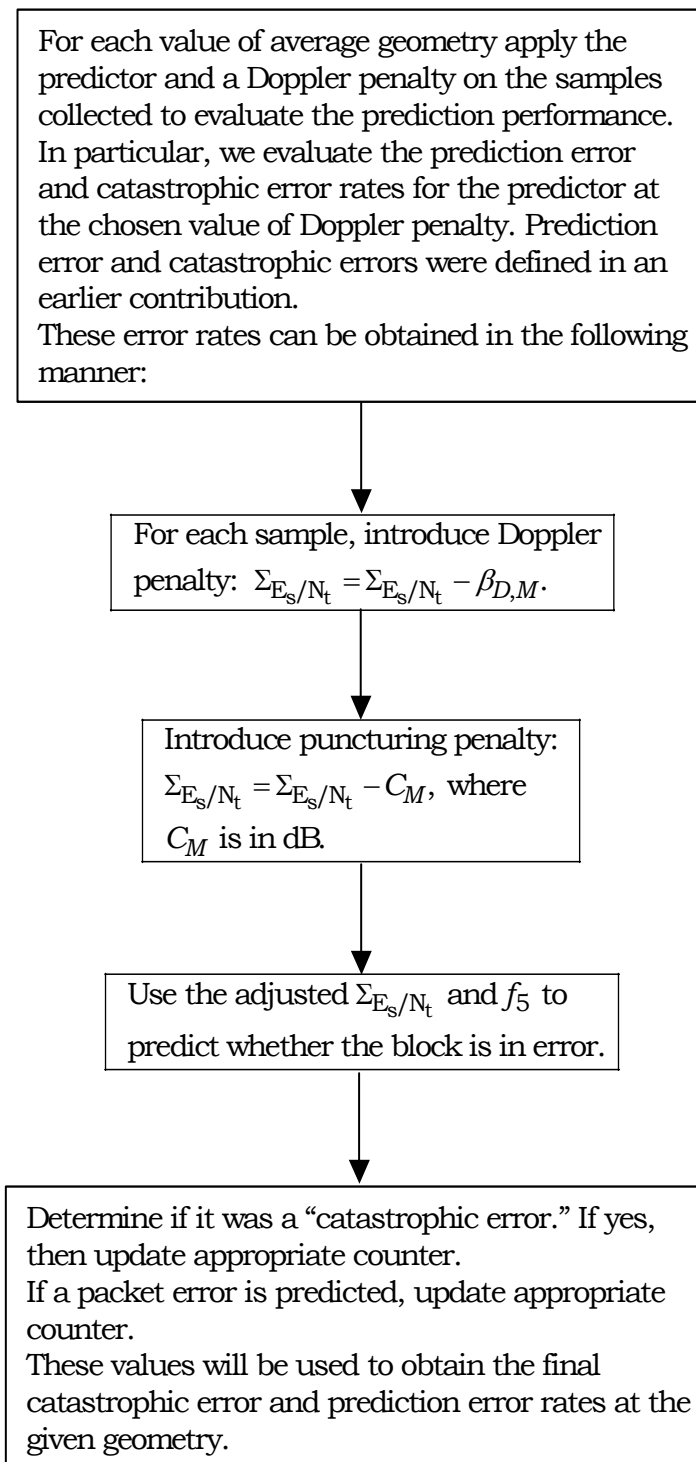 For each value of average geometry apply the
predictor and a Doppler penalty on the samples
collected to evaluate the prediction performance.
In particular, we evaluate the prediction error
and catastrophic error rates for the predictor at
the chosen value of Doppler penalty. Prediction
error and catastrophic errors were defined in an
earlier contribution.
These error rates can be obtained in the following
manner:
For each sample, introduce Doppler
penalty: Σ_{E_s/N_t} = Σ_{E_s/N_t} − β_{D,M}.
Introduce puncturing penalty:
Σ_{E_s/N_t} = Σ_{E_s/N_t} − C_M, where
C_M is in dB.
Use the adjusted Σ_{E_s/N_t} and f_5 to
predict whether the block is in error.
Determine if it was a “catastrophic error.” If yes,
then update appropriate counter.
If a packet error is predicted, update appropriate
counter.
These values will be used to obtain the final
catastrophic error and prediction error rates at the
given geometry.